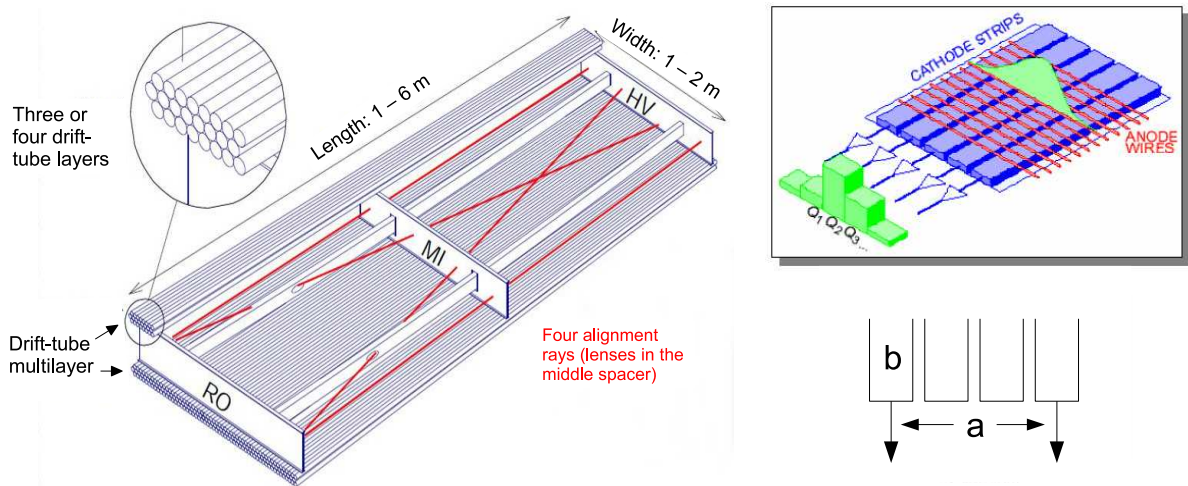 Three or
four drift-
tube layers
Length: 1 – 6 m
Width: 1 – 2 m
HV
MI
RO
Drift-tube
multilayer
Four alignment
rays (lenses in the
middle spacer)
CATHODE STRIPS
ANODE
WIRES
Q1 Q2 Q3...
b
a